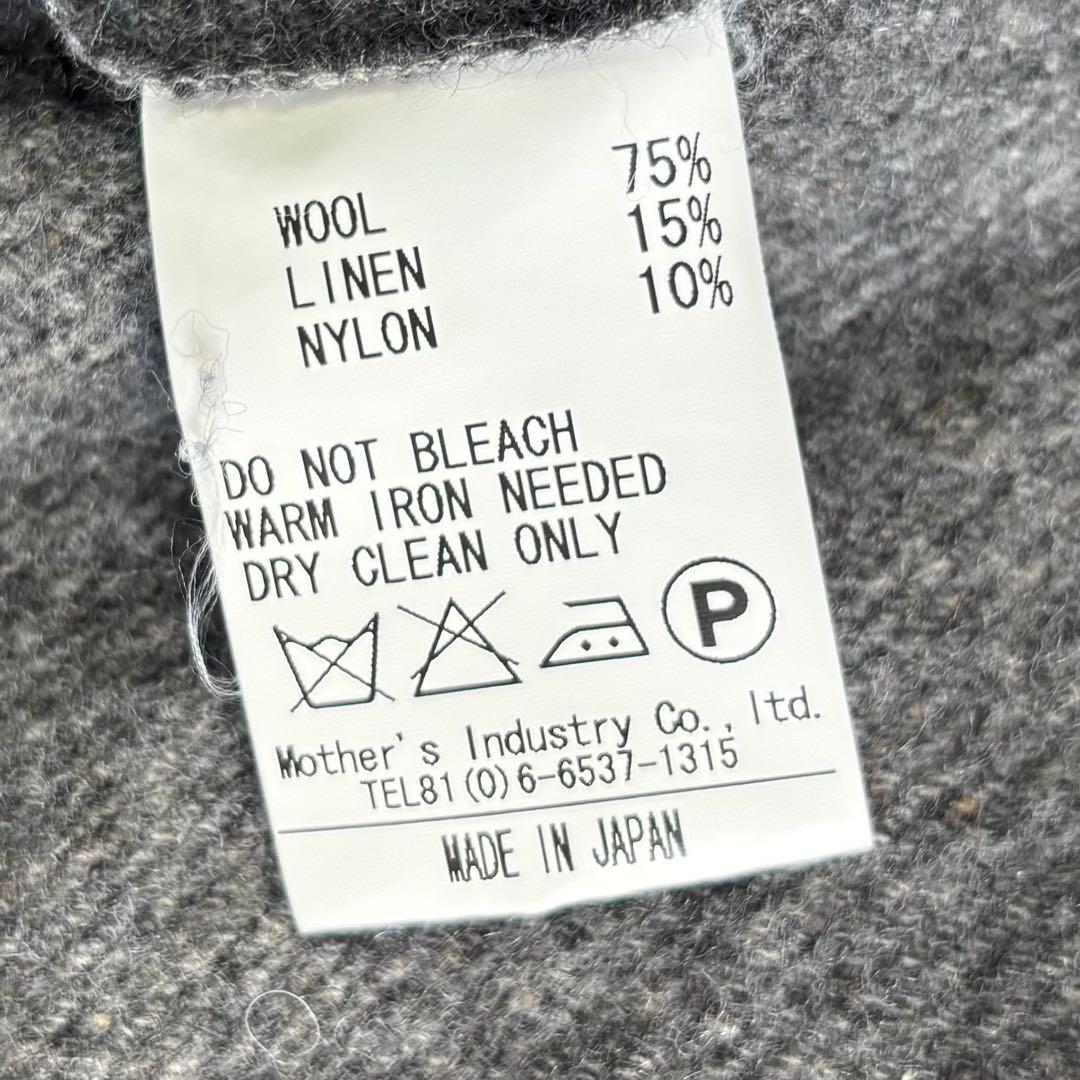 WOOL 75%
LINEN 15%
NYLON 10%
DO NOT BLEACH
WARM IRON NEEDED
DRY CLEAN ONLY
P
Mother's Industry Co., ltd.
TEL81(0)6-6537-1315
MADE IN JAPAN